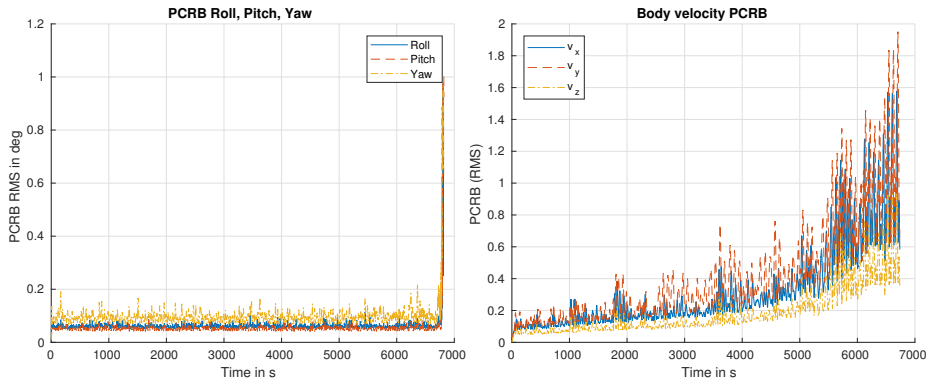 PCRB Roll, Pitch, Yaw
PCRB RMS in deg
1.2
1
0.8
0.6
0.4
0.2
0
Roll
Pitch
Yaw
0 1000 2000 3000 4000 5000 6000 7000
Time in s
Body velocity PCRB
PCRB (RMS)
2
1.8
1.6
1.4
1.2
1
0.8
0.6
0.4
0.2
0
v x
v y
v z
0 1000 2000 3000 4000 5000 6000 7000
Time in s